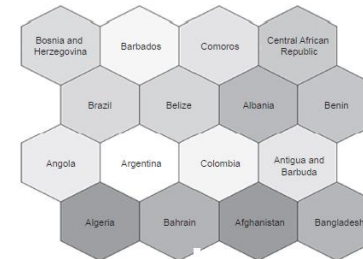 Bosnia and
Herzegovina
Barbados
Comoros
Central African
Republic
Brazil
Belize
Albania
Benin
Angola
Argentina
Colombia
Antigua and
Barbuda
Algeria
Bahrain
Afghanistan
Bangladesh